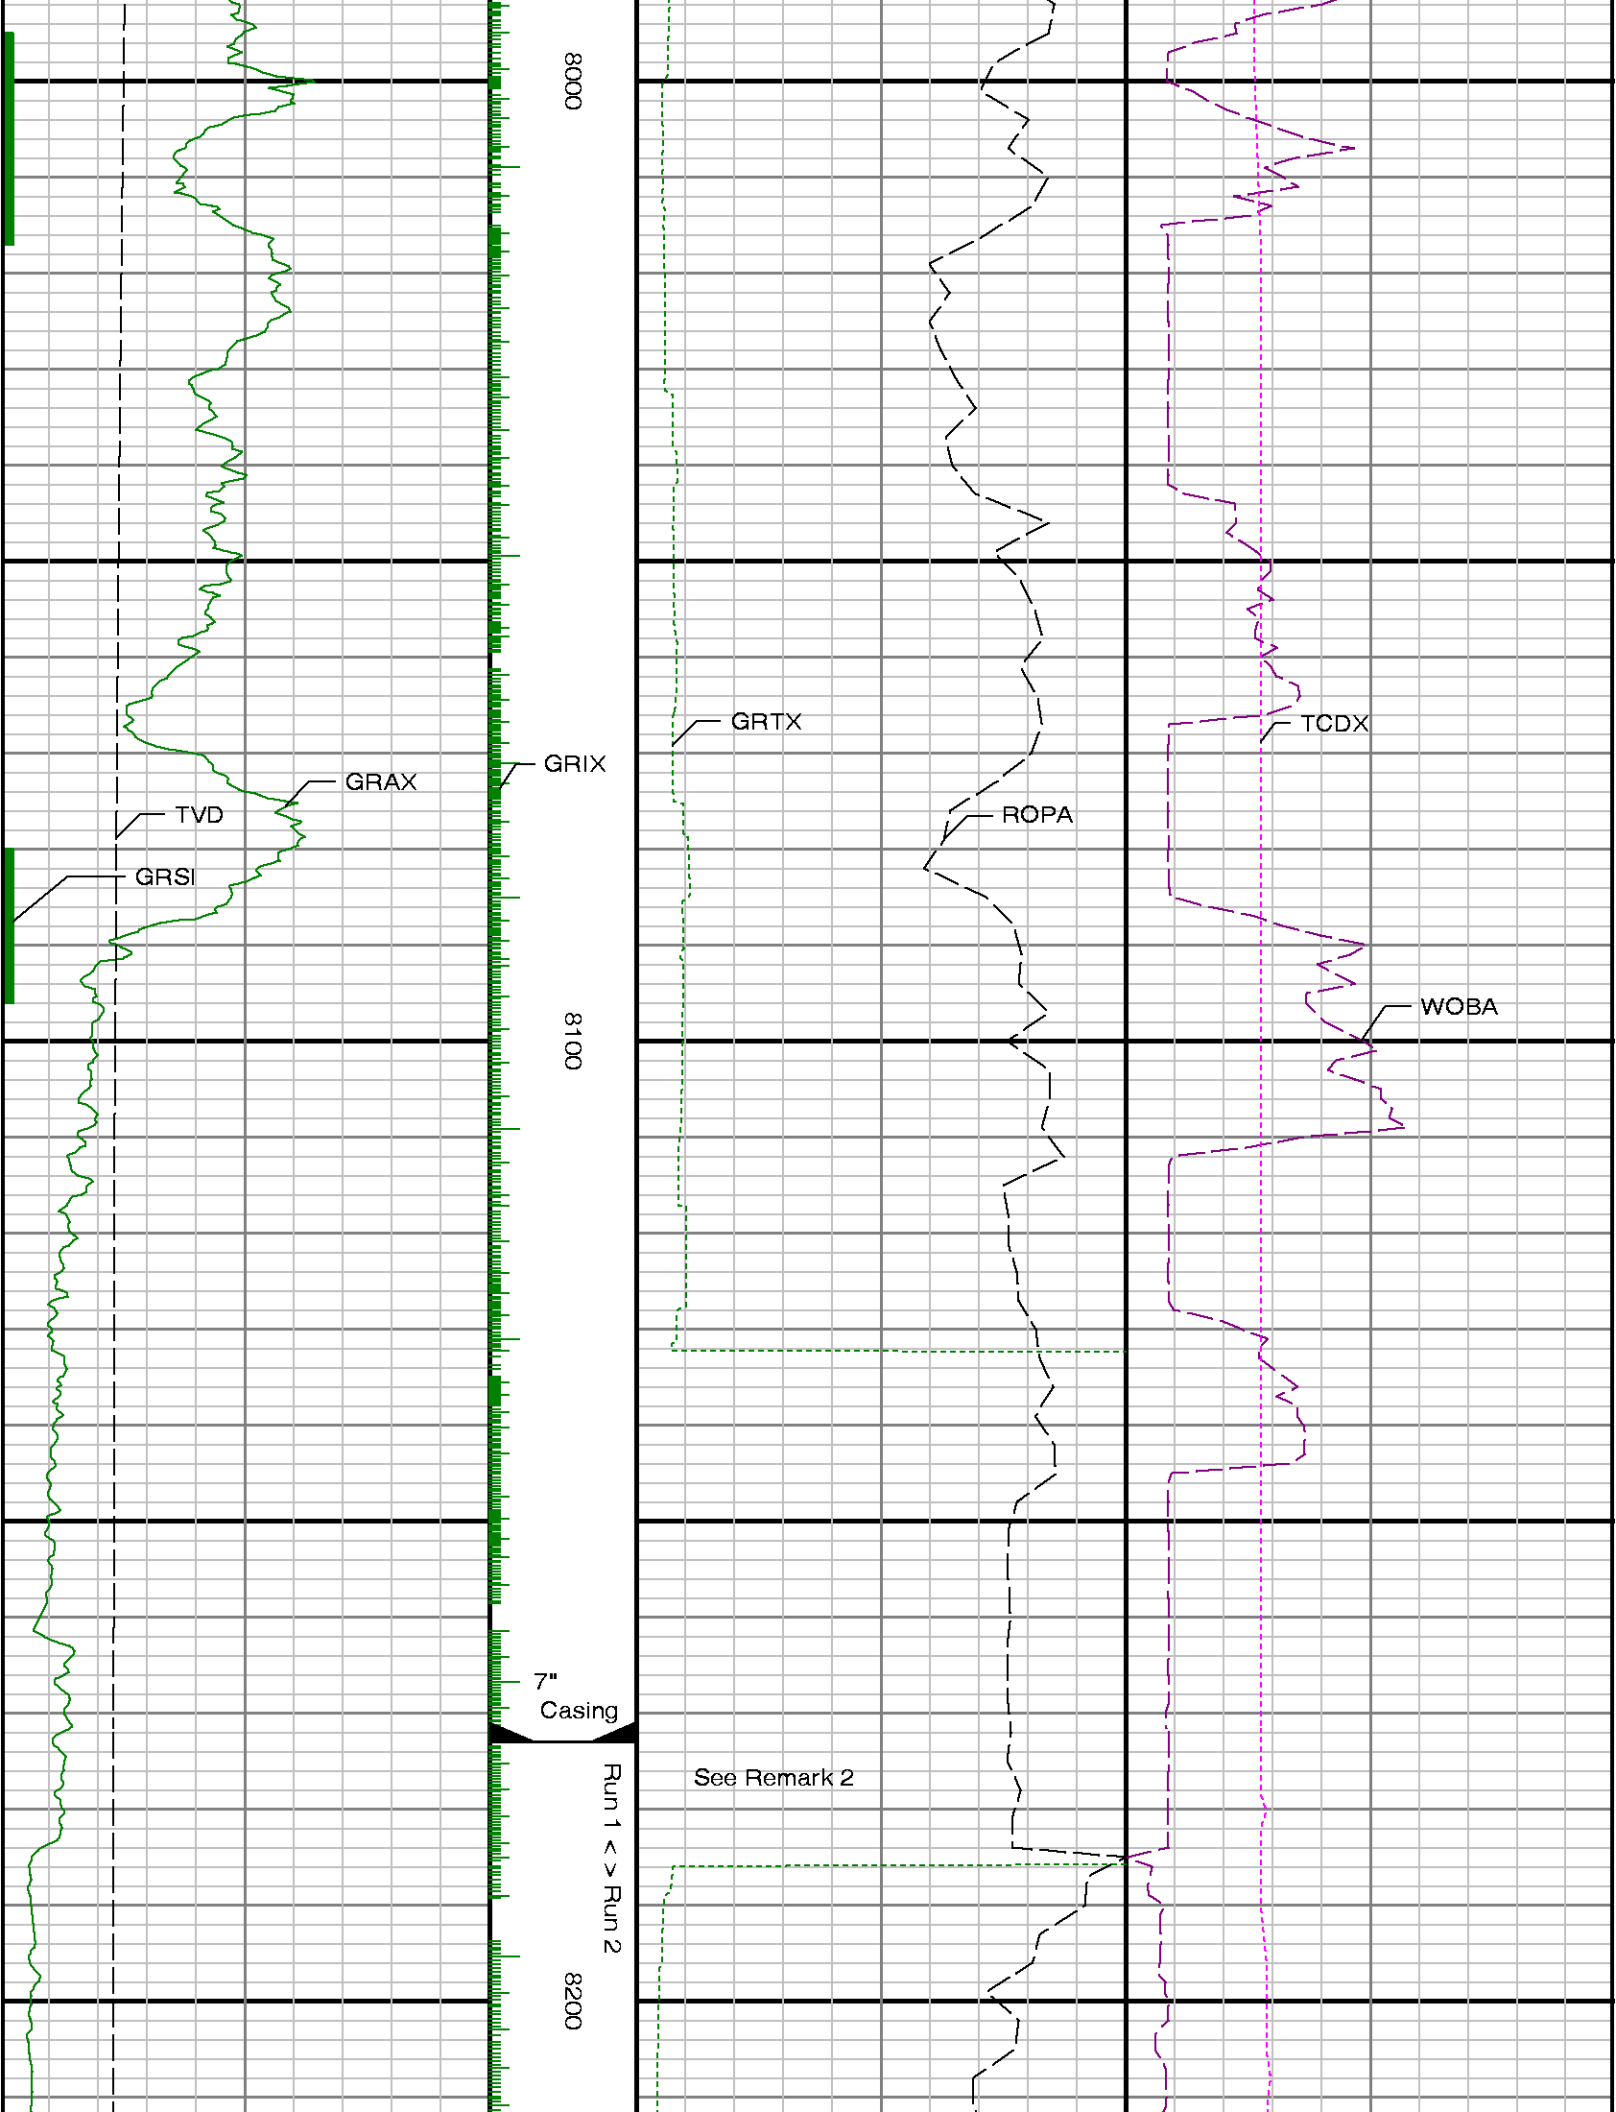 8000
GRTX
TCDX
GRIX
GRAX
TVD
ROPA
GRSI
WOBA
8100
7"
Casing
See Remark 2
Run 1 < > Run 2
8200